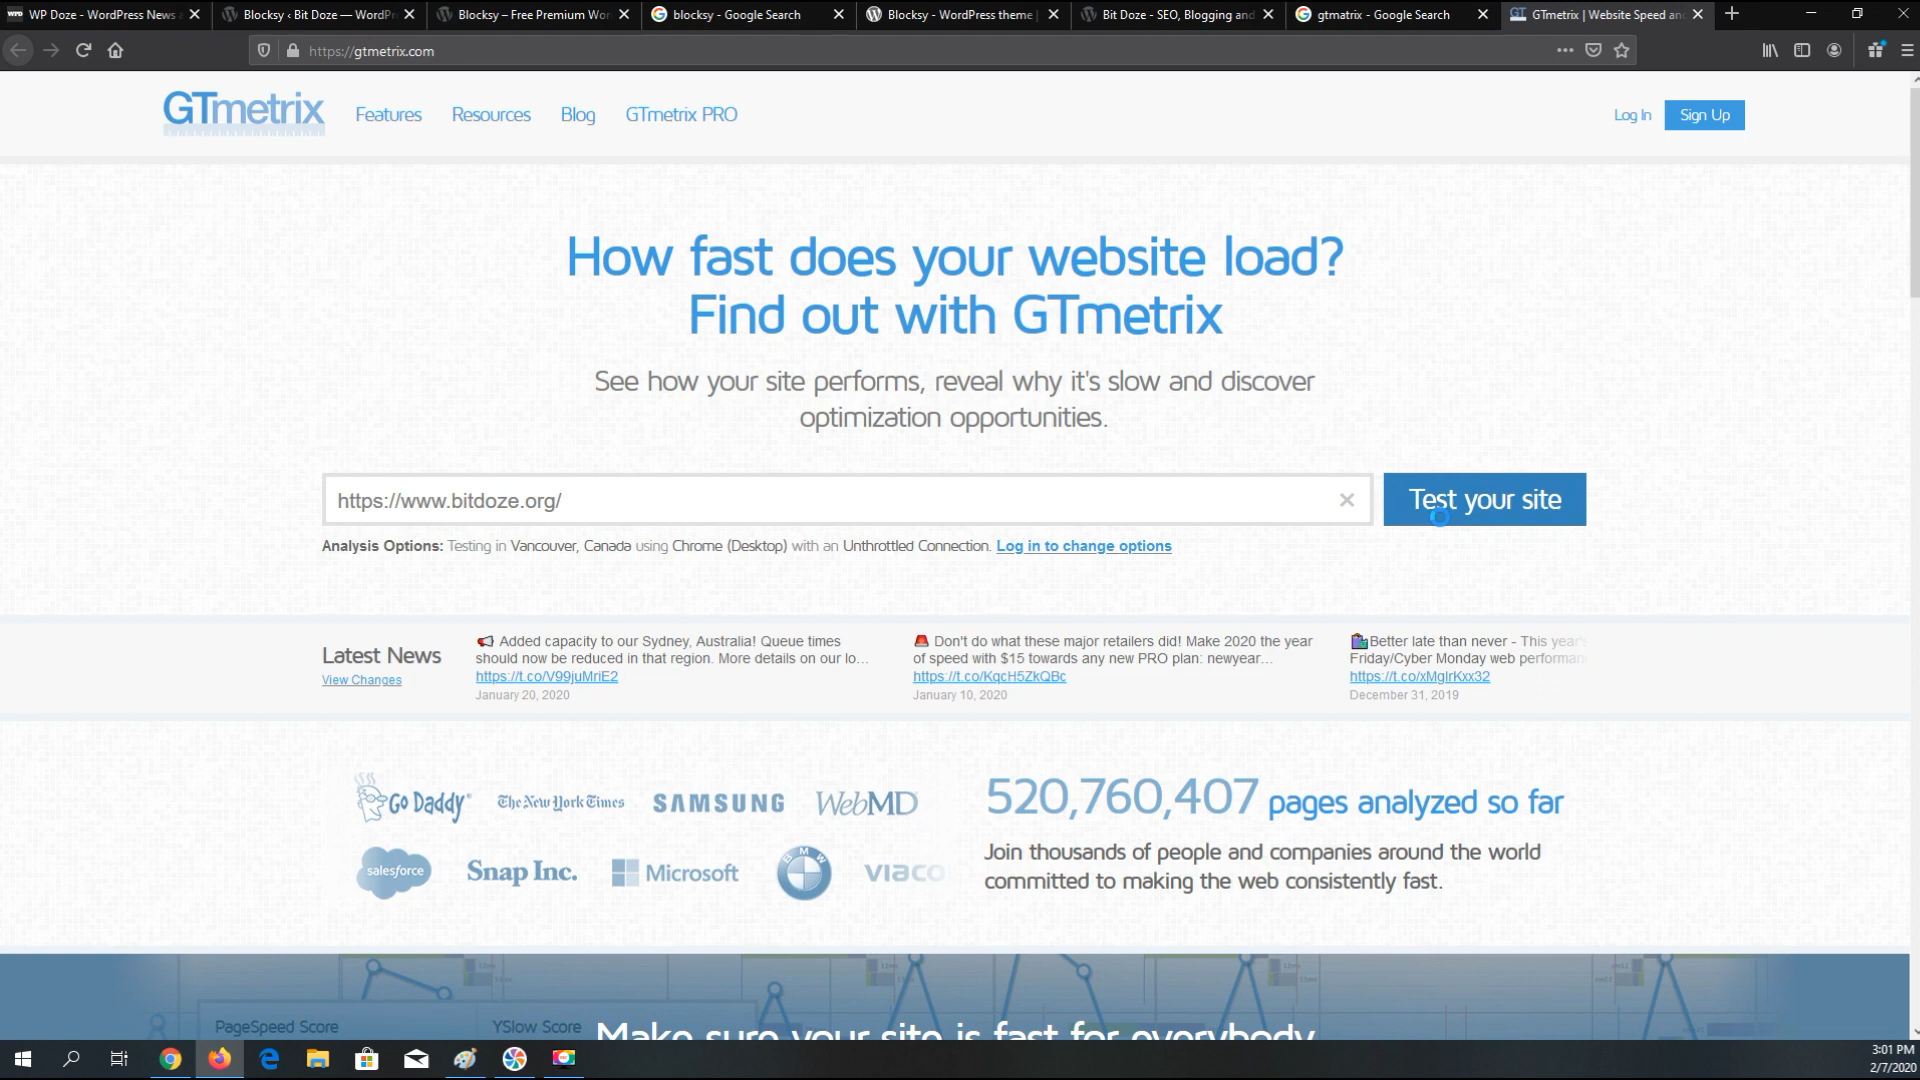 WP Doze - WordPress News a
Blocksy ‹ Bit Doze — WordPr
Blocksy – Free Premium Wor
blocksy - Google Search
Blocksy - WordPress theme |
Bit Doze - SEO, Blogging and
gtmatrix - Google Search
GTmetrix | Website Speed and
https://gtmetrix.com
GTmetrix
Features
Resources
Blog
GTmetrix PRO
Log In
Sign Up
How fast does your website load?
Find out with GTmetrix
See how your site performs, reveal why it's slow and discover
optimization opportunities.
https://www.bitdoze.org/
Test your site
Analysis Options: Testing in Vancouver, Canada using Chrome (Desktop) with an Unthrottled Connection. Log in to change options
Latest News
View Changes
Added capacity to our Sydney, Australia! Queue times
should now be reduced in that region. More details on our lo…
https://t.co/V99juMriE2
January 20, 2020
Don't do what these major retailers did! Make 2020 the year
of speed with $15 towards any new PRO plan: newyear…
https://t.co/KqcH5ZkQBc
January 10, 2020
Better late than never - This year's
Friday/Cyber Monday web performan
https://t.co/xMglrKxx32
December 31, 2019
Go Daddy
The New York Times
SAMSUNG
WebMD
salesforce
Snap Inc.
Microsoft
BMW
VIACO
520,760,407 pages analyzed so far
Join thousands of people and companies around the world
committed to making the web consistently fast.
PageSpeed Score
YSlow Score
Make sure your site is fast for everybody
3:01 PM
2/7/2020